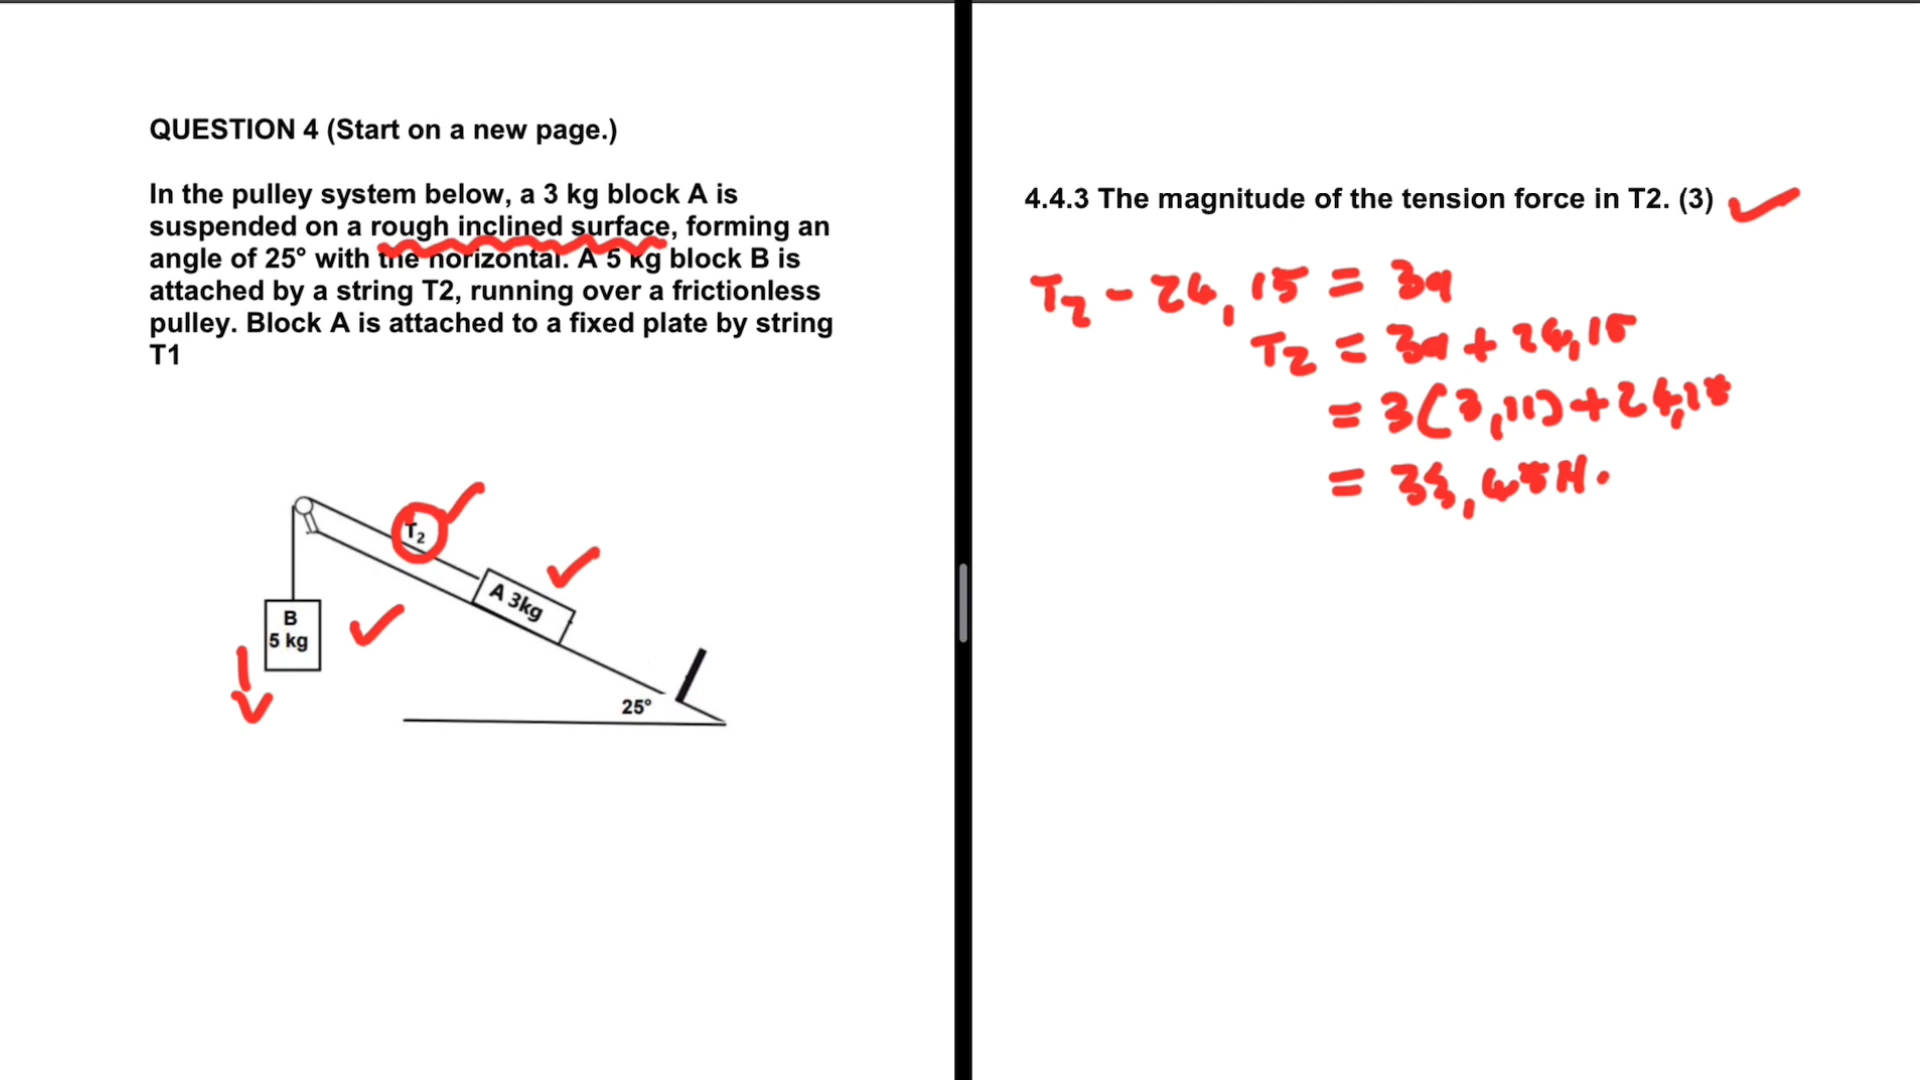 QUESTION 4 (Start on a new page.)
In the pulley system below, a 3 kg block A is
suspended on a rough inclined surface, forming an
angle of 25° with the horizontal. A 5 kg block B is
attached by a string T2, running over a frictionless
pulley. Block A is attached to a fixed plate by string
T1
T₂
A 3kg
B
5 kg
25°
4.4.3 The magnitude of the tension force in T2. (3)
T₂ - 24,15 = 3a
T₂ = 3a + 24,15
= 3(3,11) + 24,15
= 33,48N.